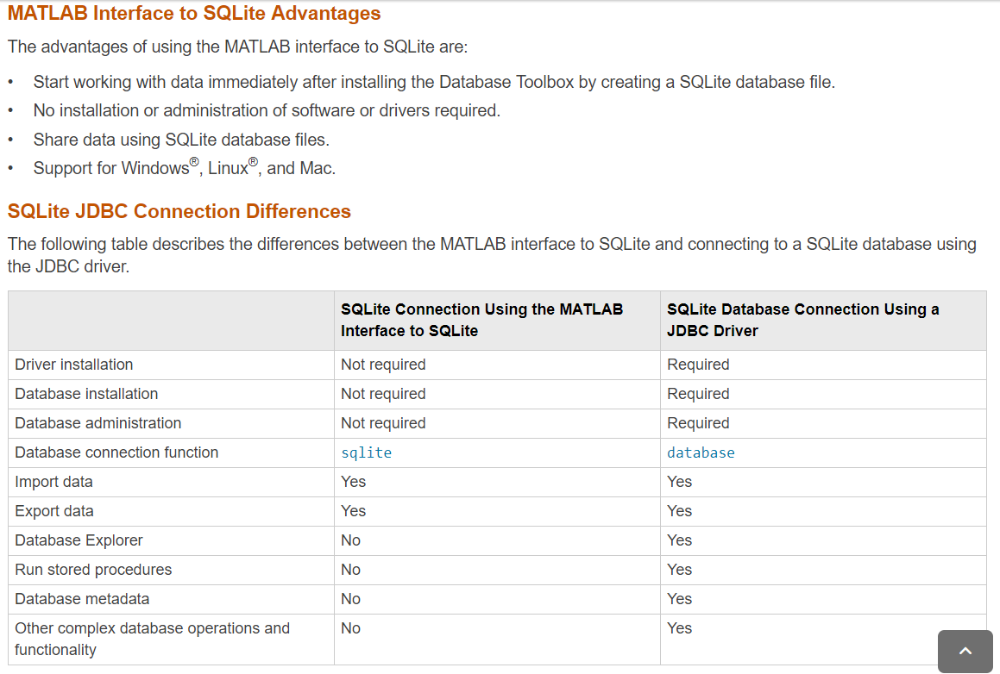 MATLAB Interface to SQLite Advantages
The advantages of using the MATLAB interface to SQLite are:
• Start working with data immediately after installing the Database Toolbox by creating a SQLite database file.
• No installation or administration of software or drivers required.
• Share data using SQLite database files.
• Support for Windows®, Linux®, and Mac.
SQLite JDBC Connection Differences
The following table describes the differences between the MATLAB interface to SQLite and connecting to a SQLite database using
the JDBC driver.
SQLite Connection Using the MATLAB
Interface to SQLite
SQLite Database Connection Using a
JDBC Driver
Driver installation Not required Required
Database installation Not required Required
Database administration Not required Required
Database connection function sqlite database
Import data Yes Yes
Export data Yes Yes
Database Explorer No Yes
Run stored procedures No Yes
Database metadata No Yes
Other complex database operations and
functionality
No Yes